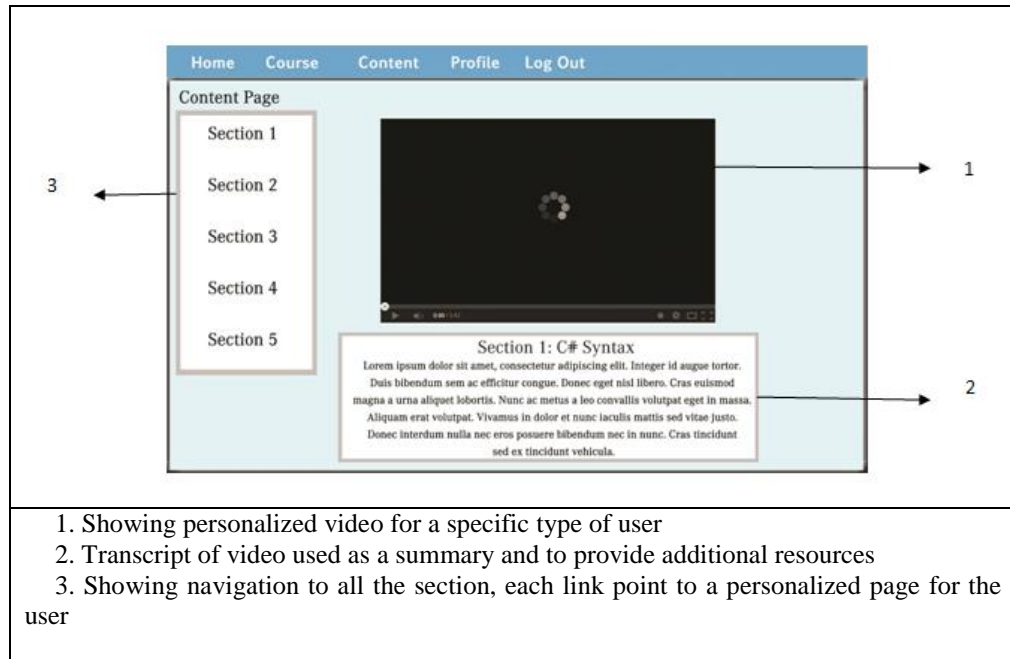 Home Course Content Profile Log Out
Content Page
Section 1
Section 2
Section 3
Section 4
Section 5
1
3
Section 1: C# Syntax
Lorem ipsum dolor sit amet, consectetur adipiscing elit. Integer id augue tortor.
Duis bibendum sem ac efficitur congue. Donec eget nisl libero. Cras euismod
magna a urna aliquet lobortis. Nunc ac metus a leo convallis volutpat eget in massa.
Aliquam erat volutpat. Vivamus in dolor et nunc iaculis mattis sed vitae justo.
Donec interdum nulla nec eros posuere bibendum nec in nunc. Cras tincidunt
sed ex tincidunt vehicula.
2
1. Showing personalized video for a specific type of user
2. Transcript of video used as a summary and to provide additional resources
3. Showing navigation to all the section, each link point to a personalized page for the
user